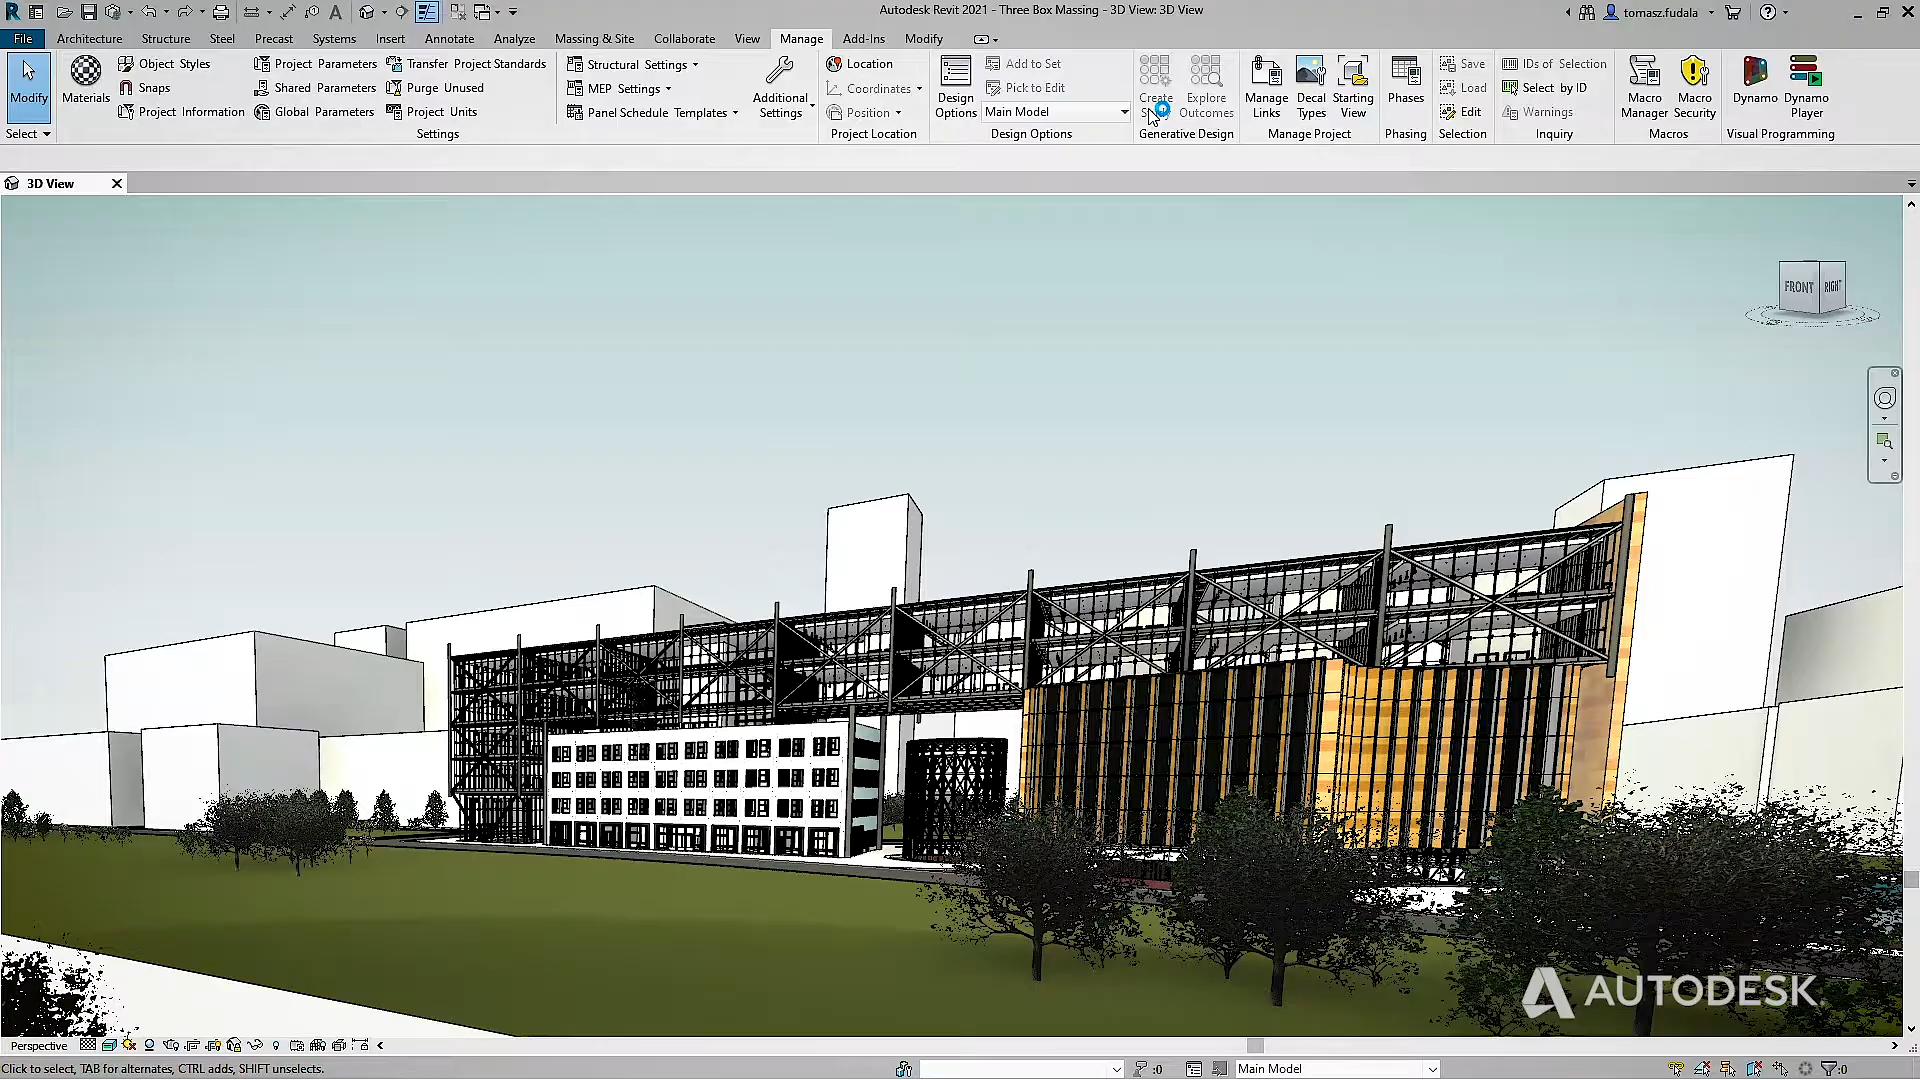 Autodesk Revit 2021 - Three Box Massing - 3D View: 3D View
tomasz.fudala
File Architecture Structure Steel Precast Systems Insert Annotate Analyze Massing & Site Collaborate View Manage Add-Ins Modify
Modify
Select
Materials
Object Styles
Snaps
Project Information
Project Parameters
Shared Parameters
Global Parameters
Transfer Project Standards
Purge Unused
Project Units
Structural Settings
MEP Settings
Panel Schedule Templates
Additional
Settings
Settings
Location
Coordinates
Position
Project Location
Design
Options
Add to Set
Pick to Edit
Main Model
Design Options
Create
Explore
Outcomes
Generative Design
Manage
Links
Decal
Types
Starting
View
Manage Project
Phases
Phasing
Save
Load
Edit
Selection
IDs of Selection
Select by ID
Warnings
Inquiry
Macro
Manager
Macro
Security
Macros
Dynamo
Dynamo
Player
Visual Programming
3D View
FRONT
RIGHT
AUTODESK
Perspective
Click to select, TAB for alternates, CTRL adds, SHIFT unselects.
:0
Main Model
:0